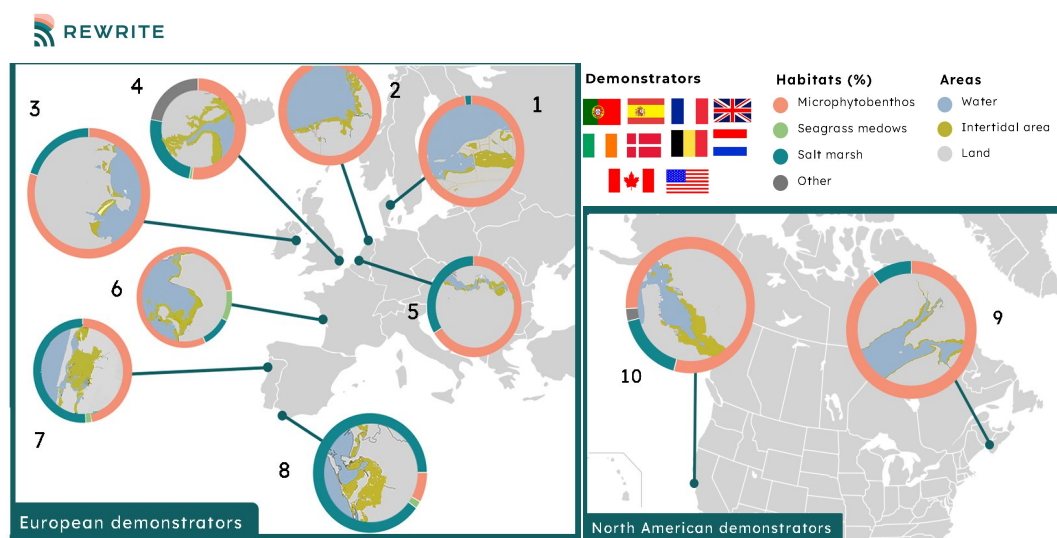 REWRITE
Demonstrators
Habitats (%)
Microphytobenthos
Seagrass medows
Salt marsh
Other
Areas
Water
Intertidal area
Land
1
2
3
4
5
6
7
8
European demonstrators
9
10
North American demonstrators